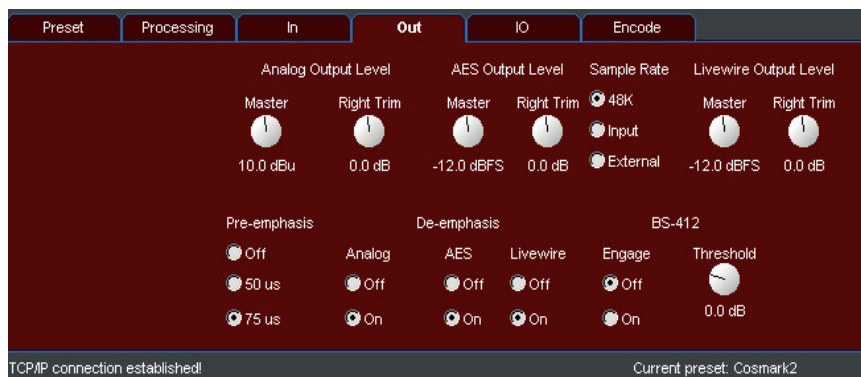 Preset Processing In Out IO Encode
Analog Output Level AES Output Level Sample Rate Livewire Output Level
Master Right Trim Master Right Trim 48K Master Right Trim
Input
10.0 dBu 0.0 dB -12.0 dBFS 0.0 dB External -12.0 dBFS 0.0 dB
Pre-emphasis De-emphasis BS-412
Off Analog AES Livewire Engage Threshold
50 us Off Off Off Off
75 us On On On On 0.0 dB
TCP/IP connection established! Current preset: Cosmark2